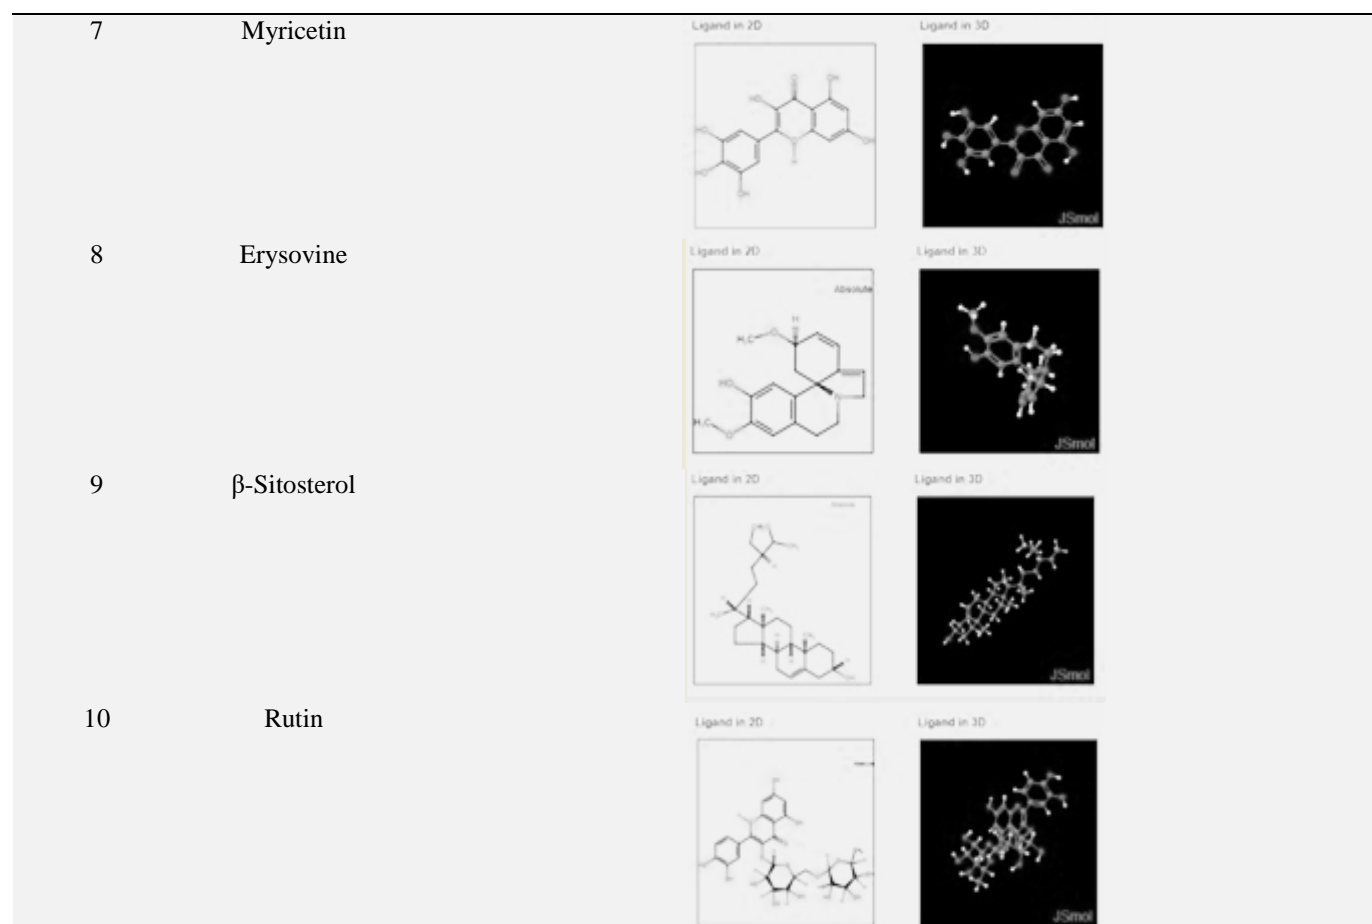 7 Myricetin Ligand in 2D Ligand in 3D
JSmol
8 Erysovine Ligand in 2D Ligand in 3D
Absolute
H₃C O
HO
N
H₃C O
JSmol
9 β-Sitosterol Ligand in 2D Ligand in 3D
JSmol
10 Rutin Ligand in 2D Ligand in 3D
JSmol